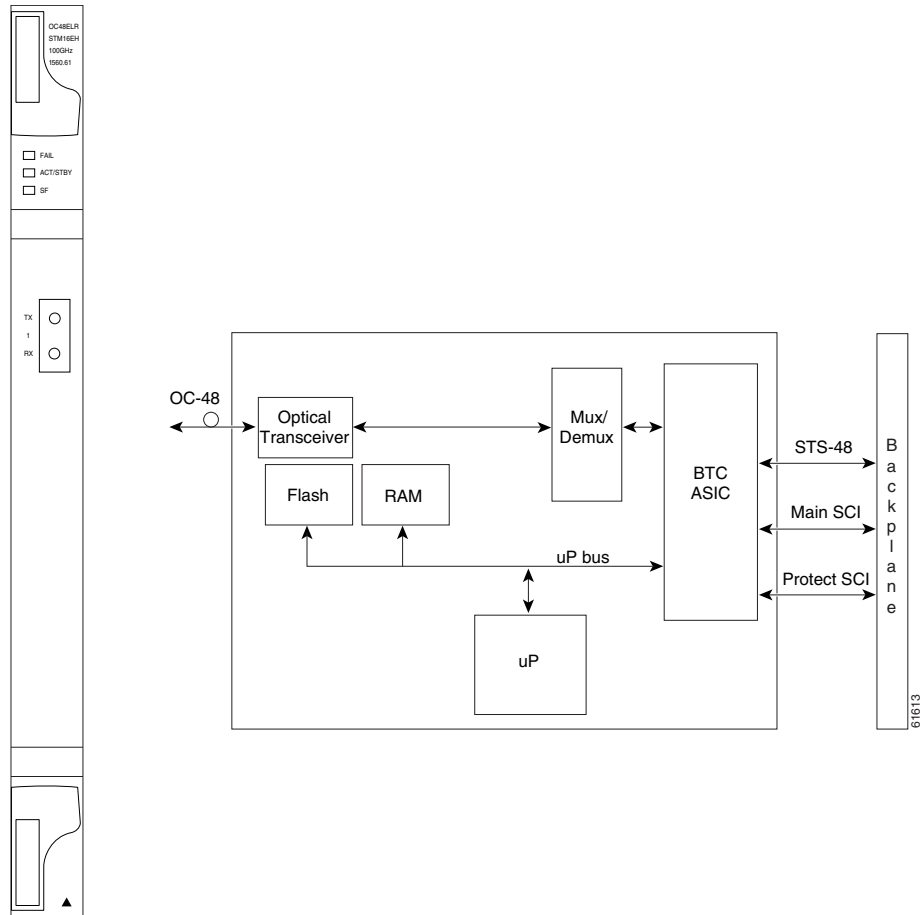 OC48ELR
STM16EH
100GHz
1560.61
FAIL
ACT/STBY
SF
TX
1
RX
OC-48
Optical
Transceiver
Mux/
Demux
BTC
ASIC
Flash
RAM
uP bus
uP
STS-48
Main SCI
Protect SCI
Backplane
61613